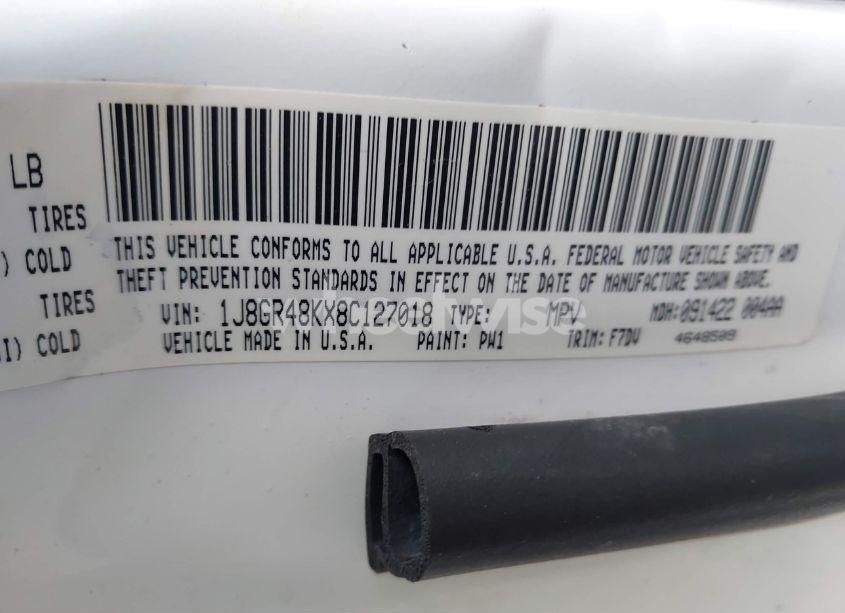 LB
TIRES
) COLD
TIRES
I) COLD
THIS VEHICLE CONFORMS TO ALL APPLICABLE U.S.A. FEDERAL MOTOR VEHICLE SAFETY AND
THEFT PREVENTION STANDARDS IN EFFECT ON THE DATE OF MANUFACTURE SHOWN ABOVE.
VIN: 1J8GR48KX8C127018 TYPE: MPV MDH:091422 004AA
VEHICLE MADE IN U.S.A. PAINT: PW1 TRIM: F7DV 4648509